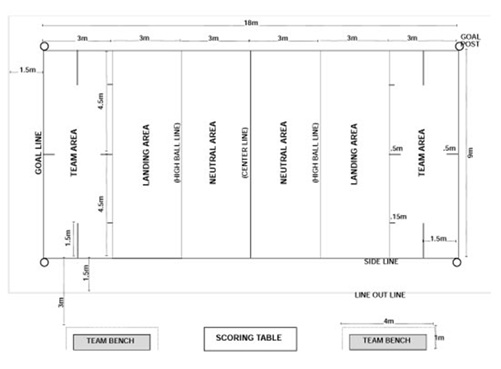 18m
3m
3m
3m
3m
3m
3m
GOAL
POST
1.5m
4.5m
4.5m
GOAL LINE
TEAM AREA
LANDING AREA
(HIGH BALL LINE)
NEUTRAL AREA
(CENTER LINE)
NEUTRAL AREA
(HIGH BALL LINE)
LANDING AREA
TEAM AREA
.5m
.5m
9m
.15m
1.5m
1.5m
SIDE LINE
1.5m
3m
LINE OUT LINE
4m
1m
TEAM BENCH
SCORING TABLE
TEAM BENCH